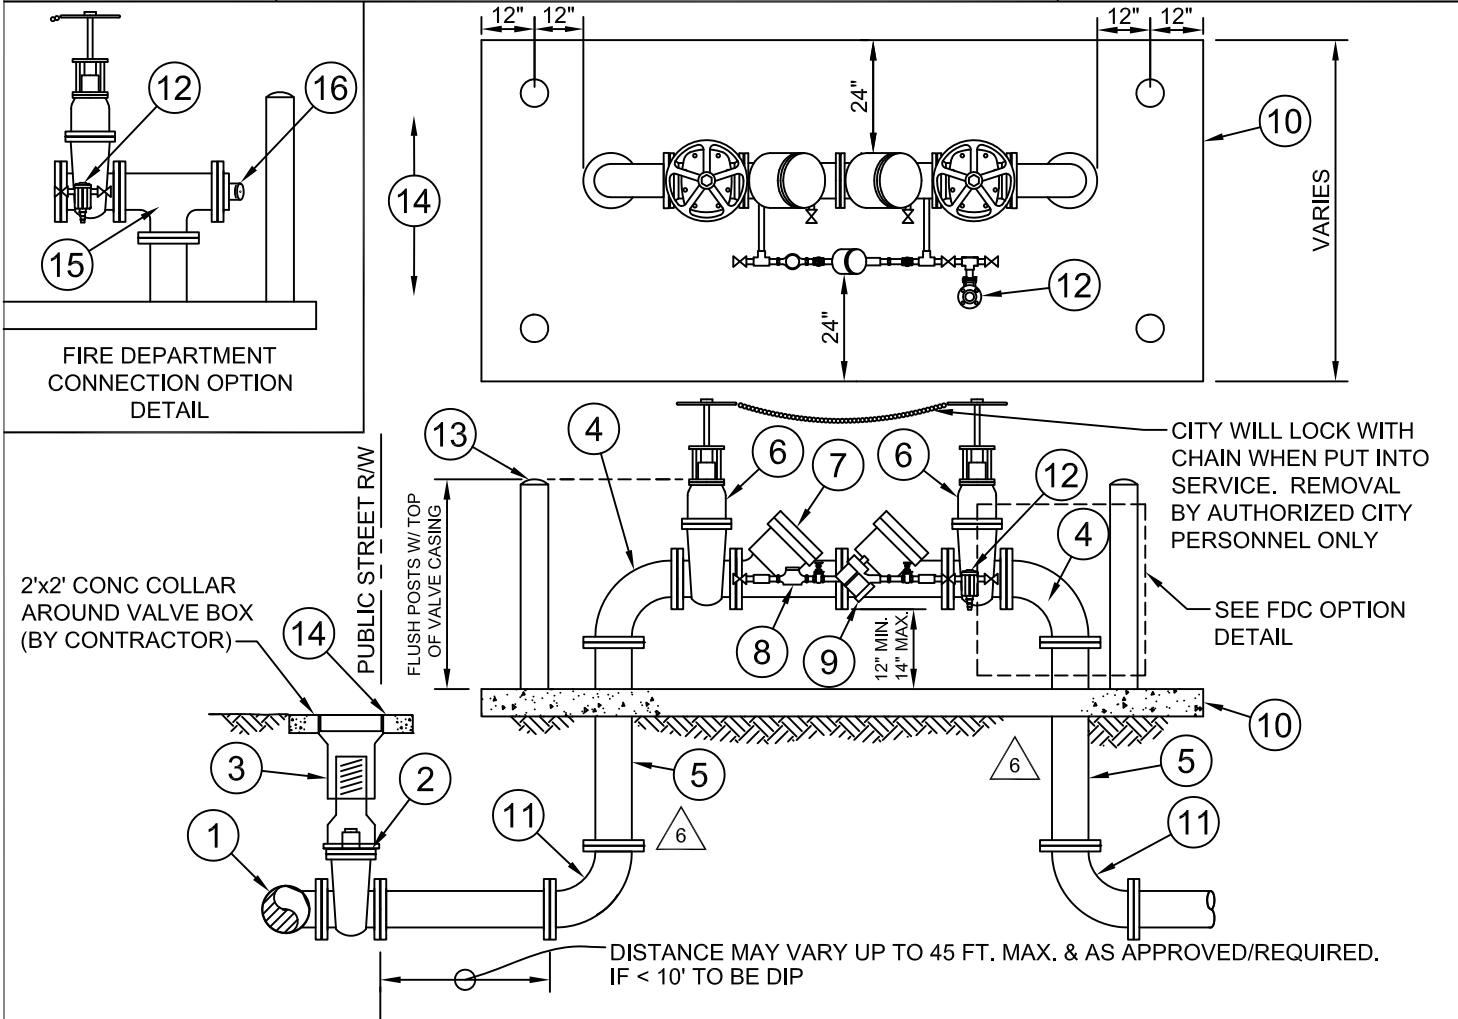 12" 12"
12" 12"
12
16
15
FIRE DEPARTMENT
CONNECTION OPTION
DETAIL
14
24"
24"
10
VARIES
12
CITY WILL LOCK WITH
CHAIN WHEN PUT INTO
SERVICE. REMOVAL
BY AUTHORIZED CITY
PERSONNEL ONLY
13
4
6
7
6
12
4
PUBLIC STREET R/W
FLUSH POSTS W/ TOP
OF VALVE CASING
2'x2' CONC COLLAR
AROUND VALVE BOX
(BY CONTRACTOR)
14
8
9
12" MIN.
14" MAX.
SEE FDC OPTION
DETAIL
10
3
2
5
6
6
5
1
11
11
DISTANCE MAY VARY UP TO 45 FT. MAX. & AS APPROVED/REQUIRED.
IF < 10' TO BE DIP